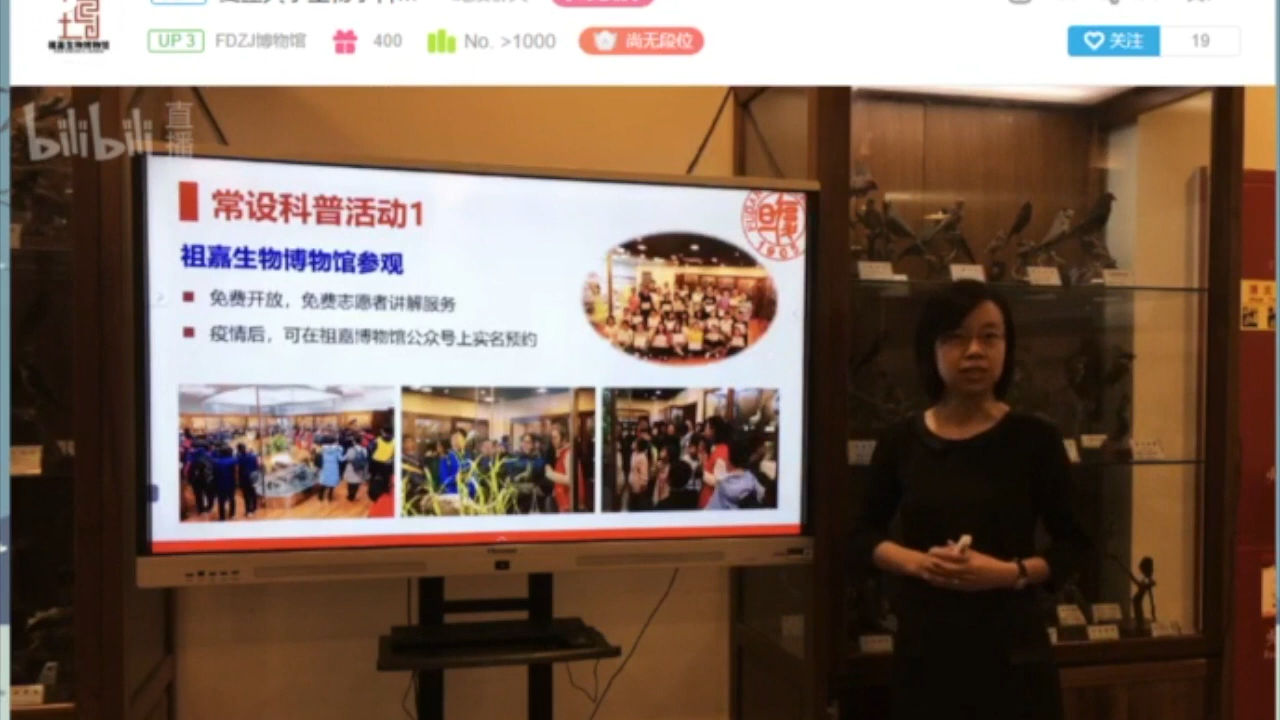 UP 3 FDZJ博物馆 400 No. >1000 尚无段位 关注 19
bilibili 直播
常设科普活动1
祖嘉生物博物馆参观
免费开放，免费志愿者讲解服务
疫情后，可在祖嘉博物馆公众号上实名预约
1905